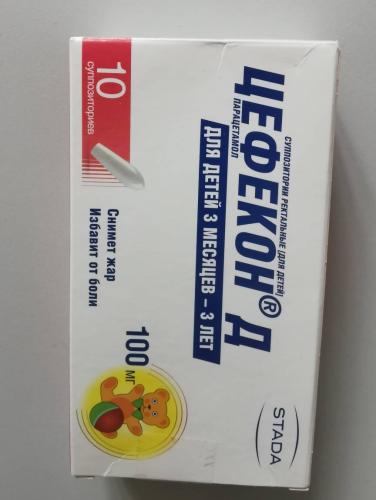 10
суппозиториев
СУППОЗИТОРИИ РЕКТАЛЬНЫЕ [ДЛЯ ДЕТЕЙ]
ЦЕФЕКОН® Д
ПАРАЦЕТАМОЛ
ДЛЯ ДЕТЕЙ 3 МЕСЯЦЕВ – 3 ЛЕТ
Снимет жар
Избавит от боли
100 мг
STADA